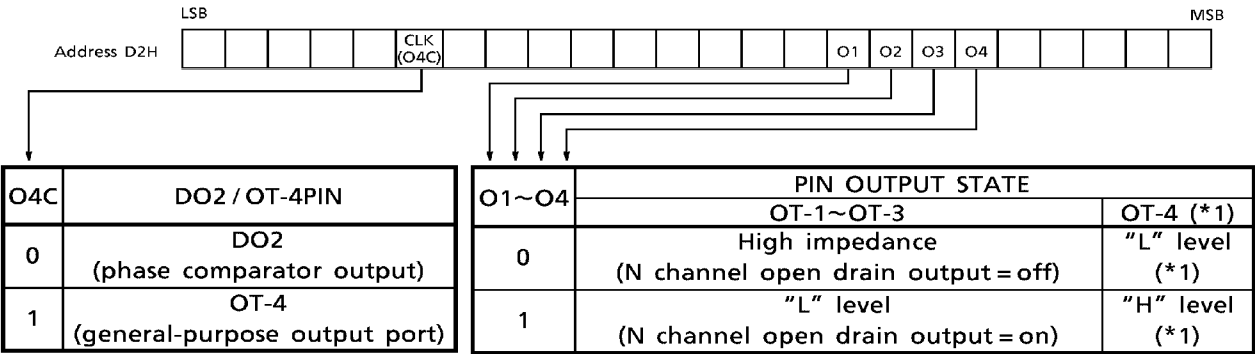 LSB MSB
Address D2H CLK (O4C) O1 O2 O3 O4
O4C DO2 / OT-4PIN
0 DO2 (phase comparator output)
1 OT-4 (general-purpose output port)
O1~O4 PIN OUTPUT STATE
OT-1~OT-3 OT-4 (*1)
0 High impedance (N channel open drain output = off) "L" level (*1)
1 "L" level (N channel open drain output = on) "H" level (*1)